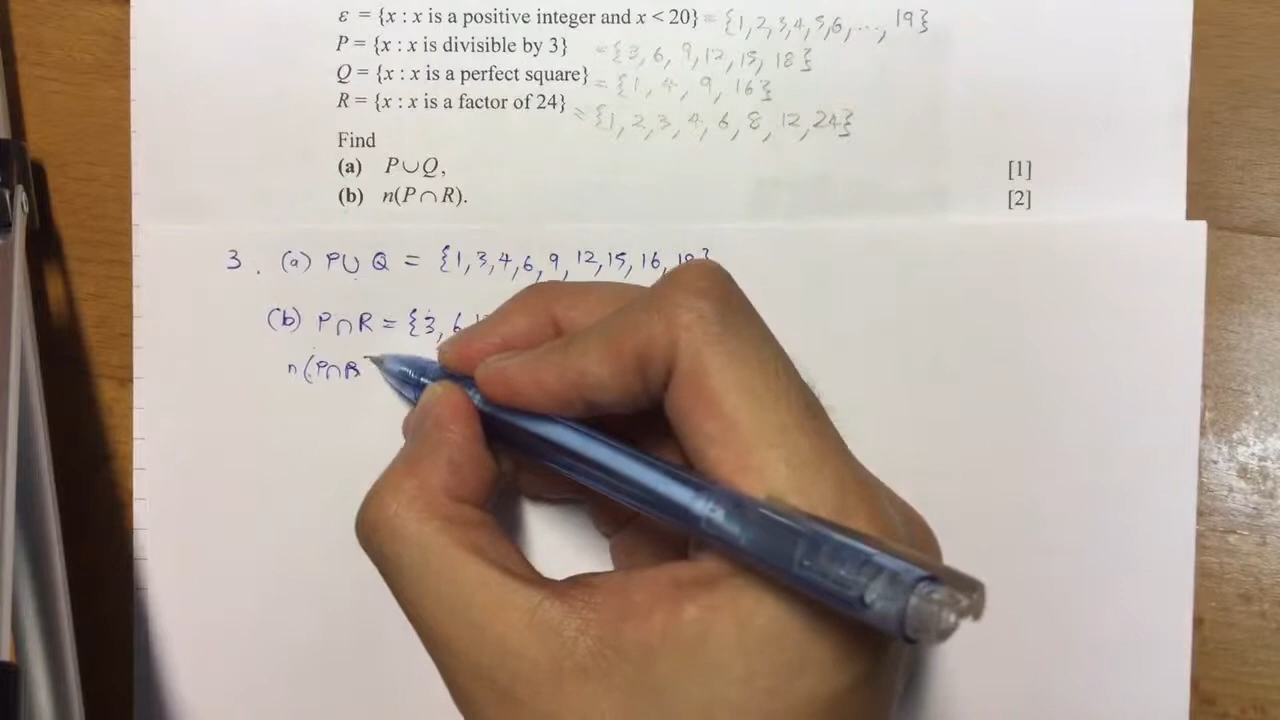 ε = {x : x is a positive integer and x < 20} = {1, 2, 3, 4, 5, 6, ..., 19}
P = {x : x is divisible by 3} = {3, 6, 9, 12, 15, 18}
Q = {x : x is a perfect square} = {1, 4, 9, 16}
R = {x : x is a factor of 24} = {1, 2, 3, 4, 6, 8, 12, 24}
Find
(a) P∪Q, [1]
(b) n(P∩R). [2]
3. (a) P∪Q = {1, 3, 4, 6, 9, 12, 15, 16, 18}
(b) P∩R = {3, 6,
n(P∩R